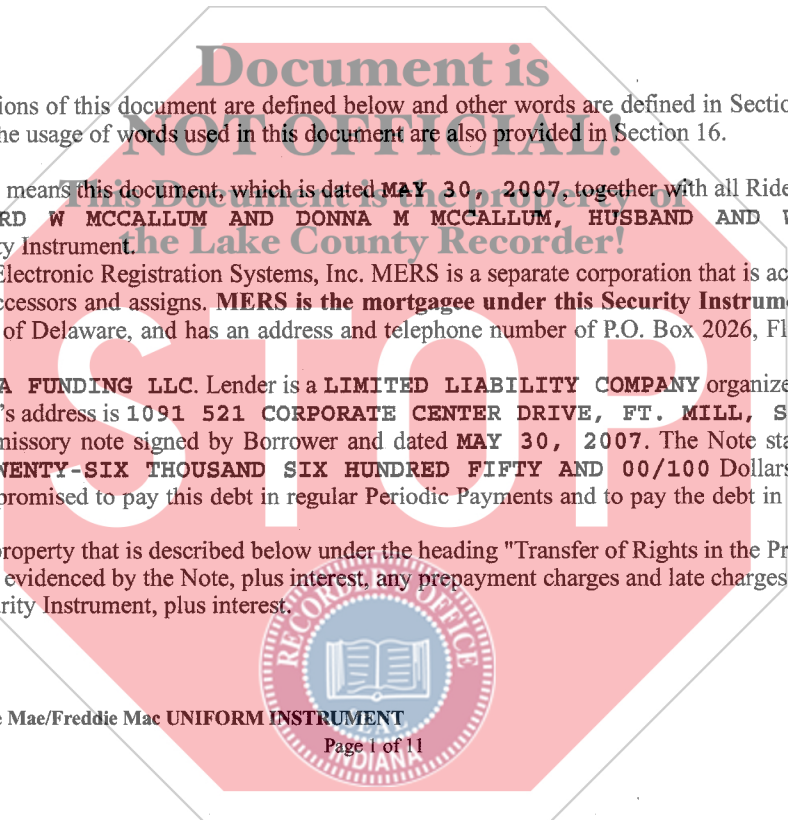 Document is
ions of this document are defined below and other words are defined in Sectio
he usage of words used in this document are also provided in Section 16.
NOT OFFICIAL!
means this document, which is dated MAY 30, 2007, together with all Ride
This Document is the property of
RD W MCCALLUM AND DONNA M MCCALLUM, HUSBAND AND W
ty Instrument.
the Lake County Recorder!
Electronic Registration Systems, Inc. MERS is a separate corporation that is ac
ccessors and assigns. MERS is the mortgagee under this Security Instrume
of Delaware, and has an address and telephone number of P.O. Box 2026, Fl
STOP
A FUNDING LLC. Lender is a LIMITED LIABILITY COMPANY organize
's address is 1091 521 CORPORATE CENTER DRIVE, FT. MILL, S
missory note signed by Borrower and dated MAY 30, 2007. The Note sta
WENTY-SIX THOUSAND SIX HUNDRED FIFTY AND 00/100 Dollars
promised to pay this debt in regular Periodic Payments and to pay the debt in
property that is described below under the heading "Transfer of Rights in the Pr
evidenced by the Note, plus interest, any prepayment charges and late charges
urity Instrument, plus interest.
RECORDER'S OFFICE
e Mae/Freddie Mac UNIFORM INSTRUMENT
SEAL
Page 1 of 11
INDIANA